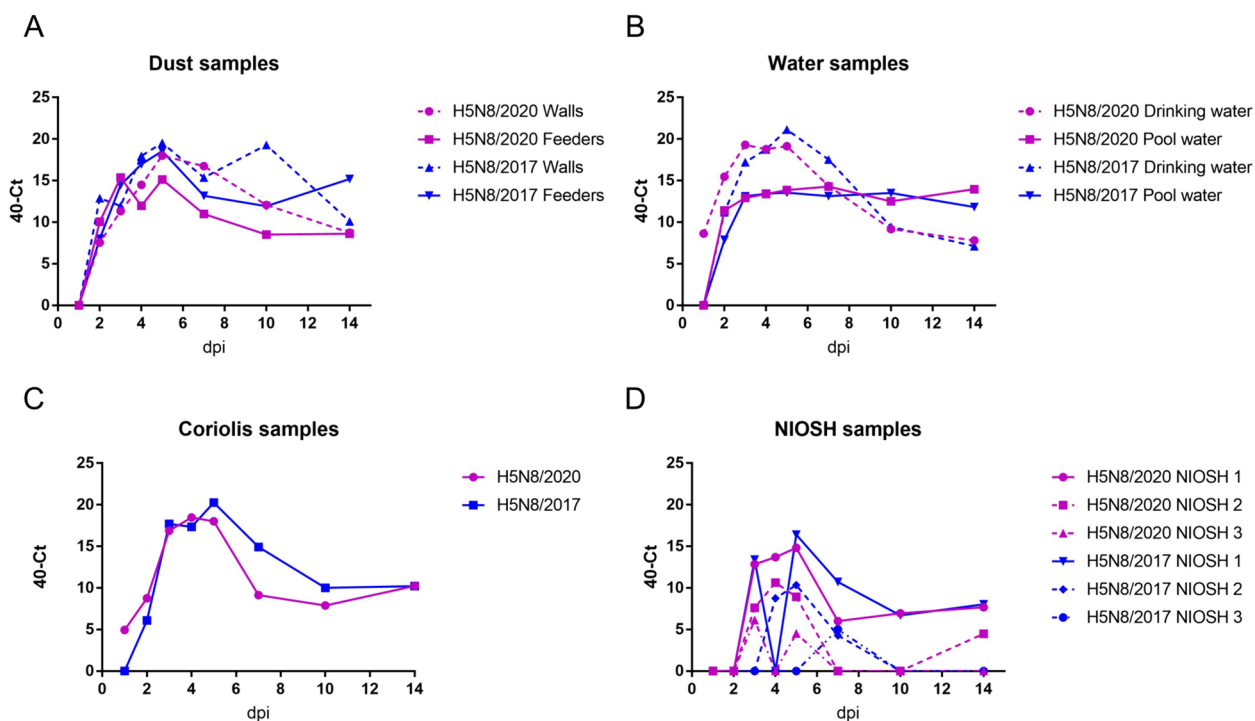 A
Dust samples
40-Ct
25
20
15
10
5
0
0 2 4 6 8 10 12 14
dpi
H5N8/2020 Walls
H5N8/2020 Feeders
H5N8/2017 Walls
H5N8/2017 Feeders
B
Water samples
40-Ct
25
20
15
10
5
0
0 2 4 6 8 10 12 14
dpi
H5N8/2020 Drinking water
H5N8/2020 Pool water
H5N8/2017 Drinking water
H5N8/2017 Pool water
C
Coriolis samples
40-Ct
25
20
15
10
5
0
0 2 4 6 8 10 12 14
dpi
H5N8/2020
H5N8/2017
D
NIOSH samples
40-Ct
25
20
15
10
5
0
0 2 4 6 8 10 12 14
dpi
H5N8/2020 NIOSH 1
H5N8/2020 NIOSH 2
H5N8/2020 NIOSH 3
H5N8/2017 NIOSH 1
H5N8/2017 NIOSH 2
H5N8/2017 NIOSH 3